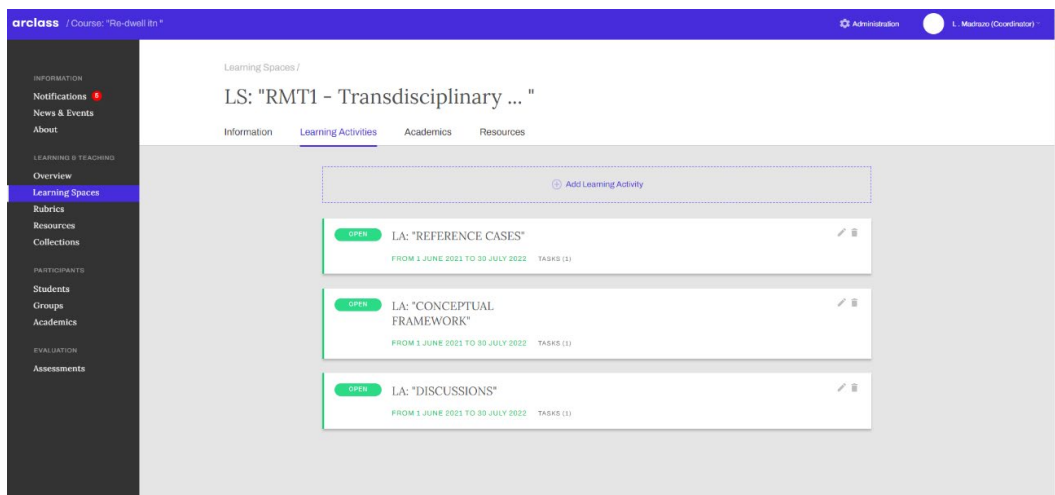 arclass / Course: "Re-dwell itn "
Administration
L . Madrazo (Coordinator)
INFORMATION
Notifications 5
News & Events
About
LEARNING & TEACHING
Overview
Learning Spaces
Rubrics
Resources
Collections
PARTICIPANTS
Students
Groups
Academics
EVALUATION
Assessments
Learning Spaces /
LS: "RMT1 - Transdisciplinary ... "
Information Learning Activities Academics Resources
Add Learning Activity
OPEN LA: "REFERENCE CASES"
FROM 1 JUNE 2021 TO 30 JULY 2022 TASKS (1)
OPEN LA: "CONCEPTUAL
FRAMEWORK"
FROM 1 JUNE 2021 TO 30 JULY 2022 TASKS (1)
OPEN LA: "DISCUSSIONS"
FROM 1 JUNE 2021 TO 30 JULY 2022 TASKS (1)